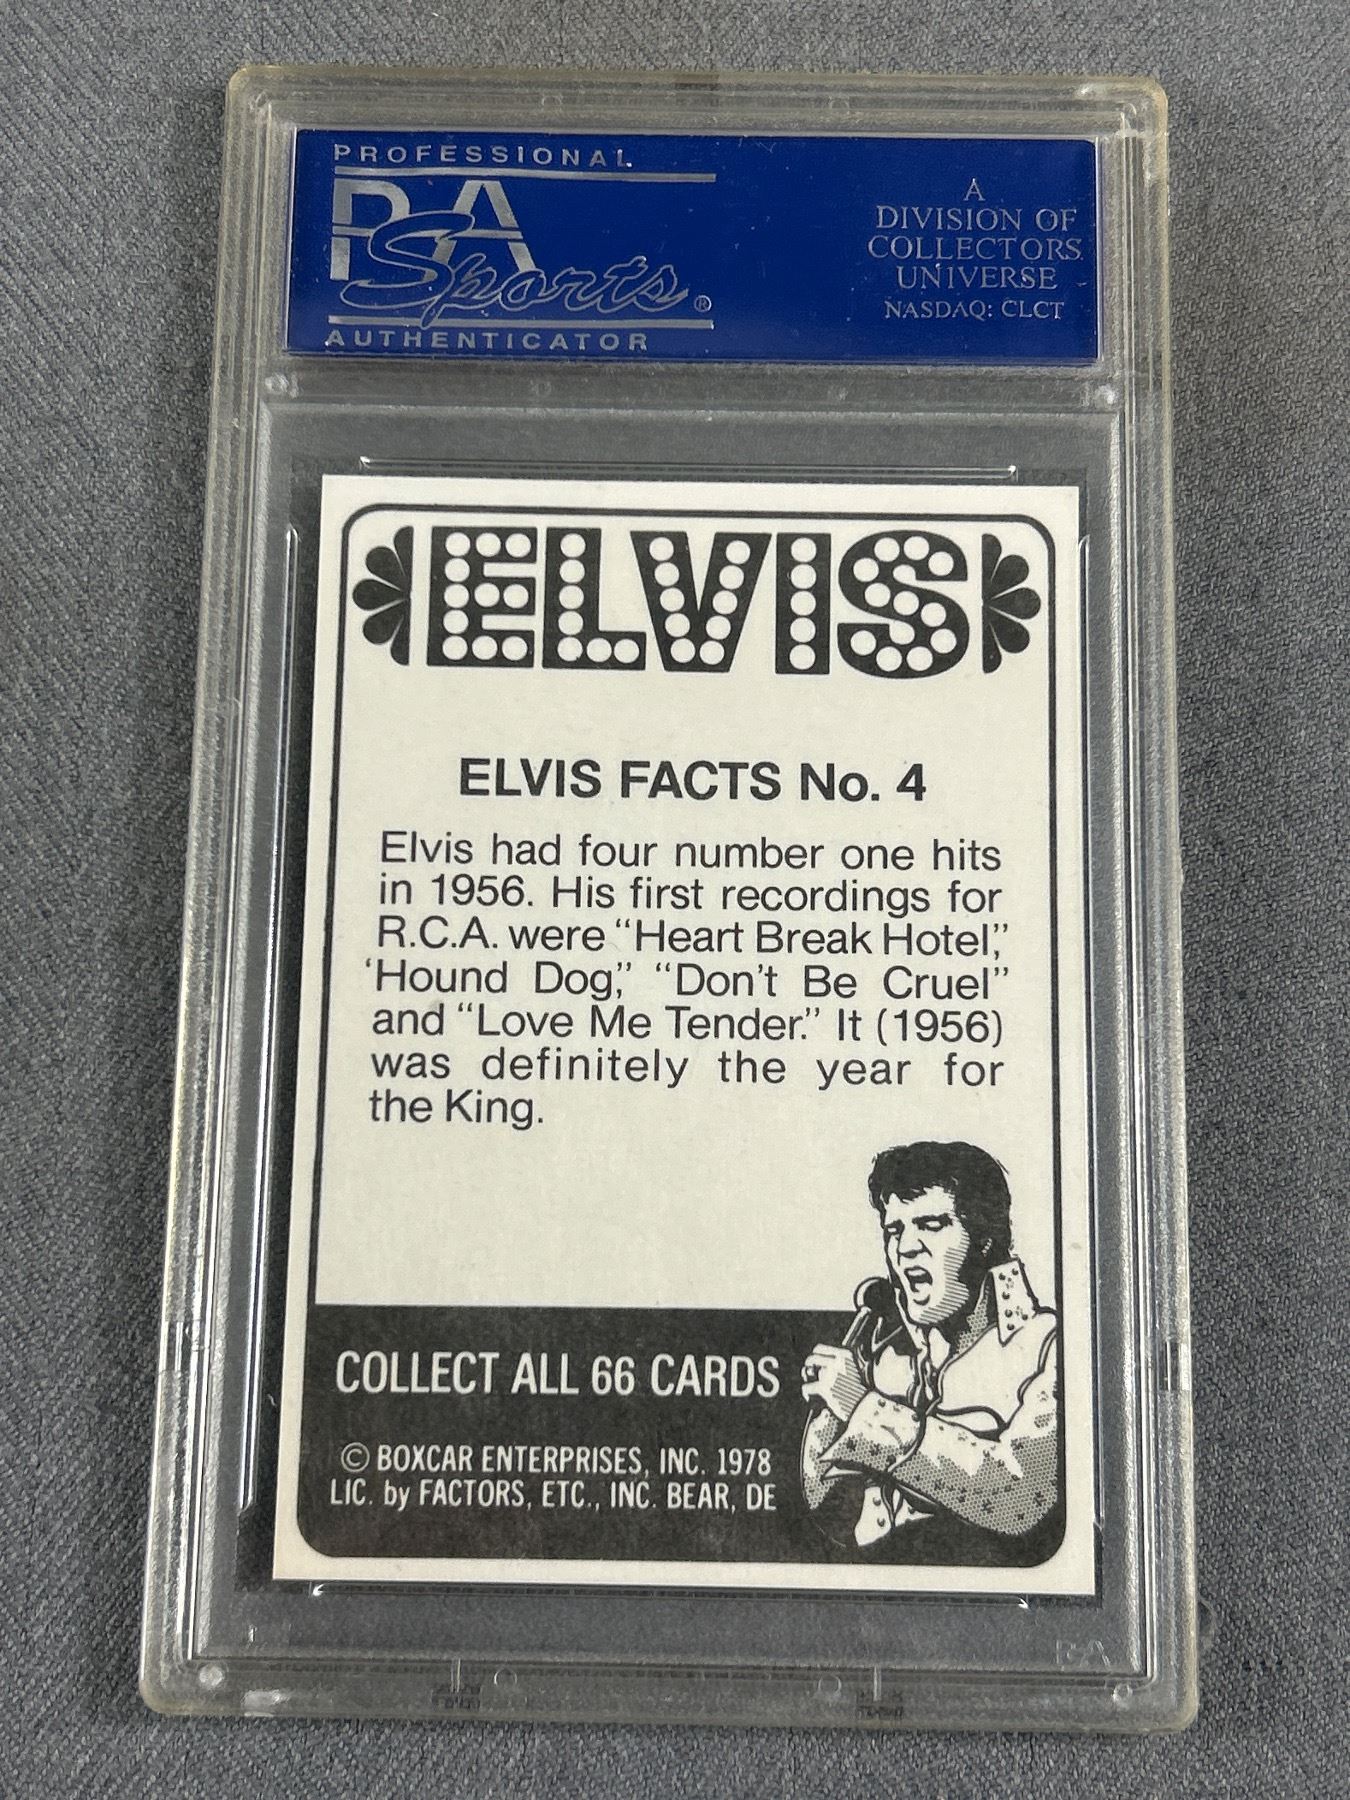 PROFESSIONAL
PSA
Sports®
AUTHENTICATOR
A
DIVISION OF
COLLECTORS
UNIVERSE
NASDAQ: CLCT
ELVIS
ELVIS FACTS No. 4
Elvis had four number one hits
in 1956. His first recordings for
R.C.A. were “Heart Break Hotel,”
‘Hound Dog,” “Don’t Be Cruel”
and “Love Me Tender.” It (1956)
was definitely the year for
the King.
COLLECT ALL 66 CARDS
© BOXCAR ENTERPRISES, INC. 1978
LIC. by FACTORS, ETC., INC. BEAR, DE
PSA